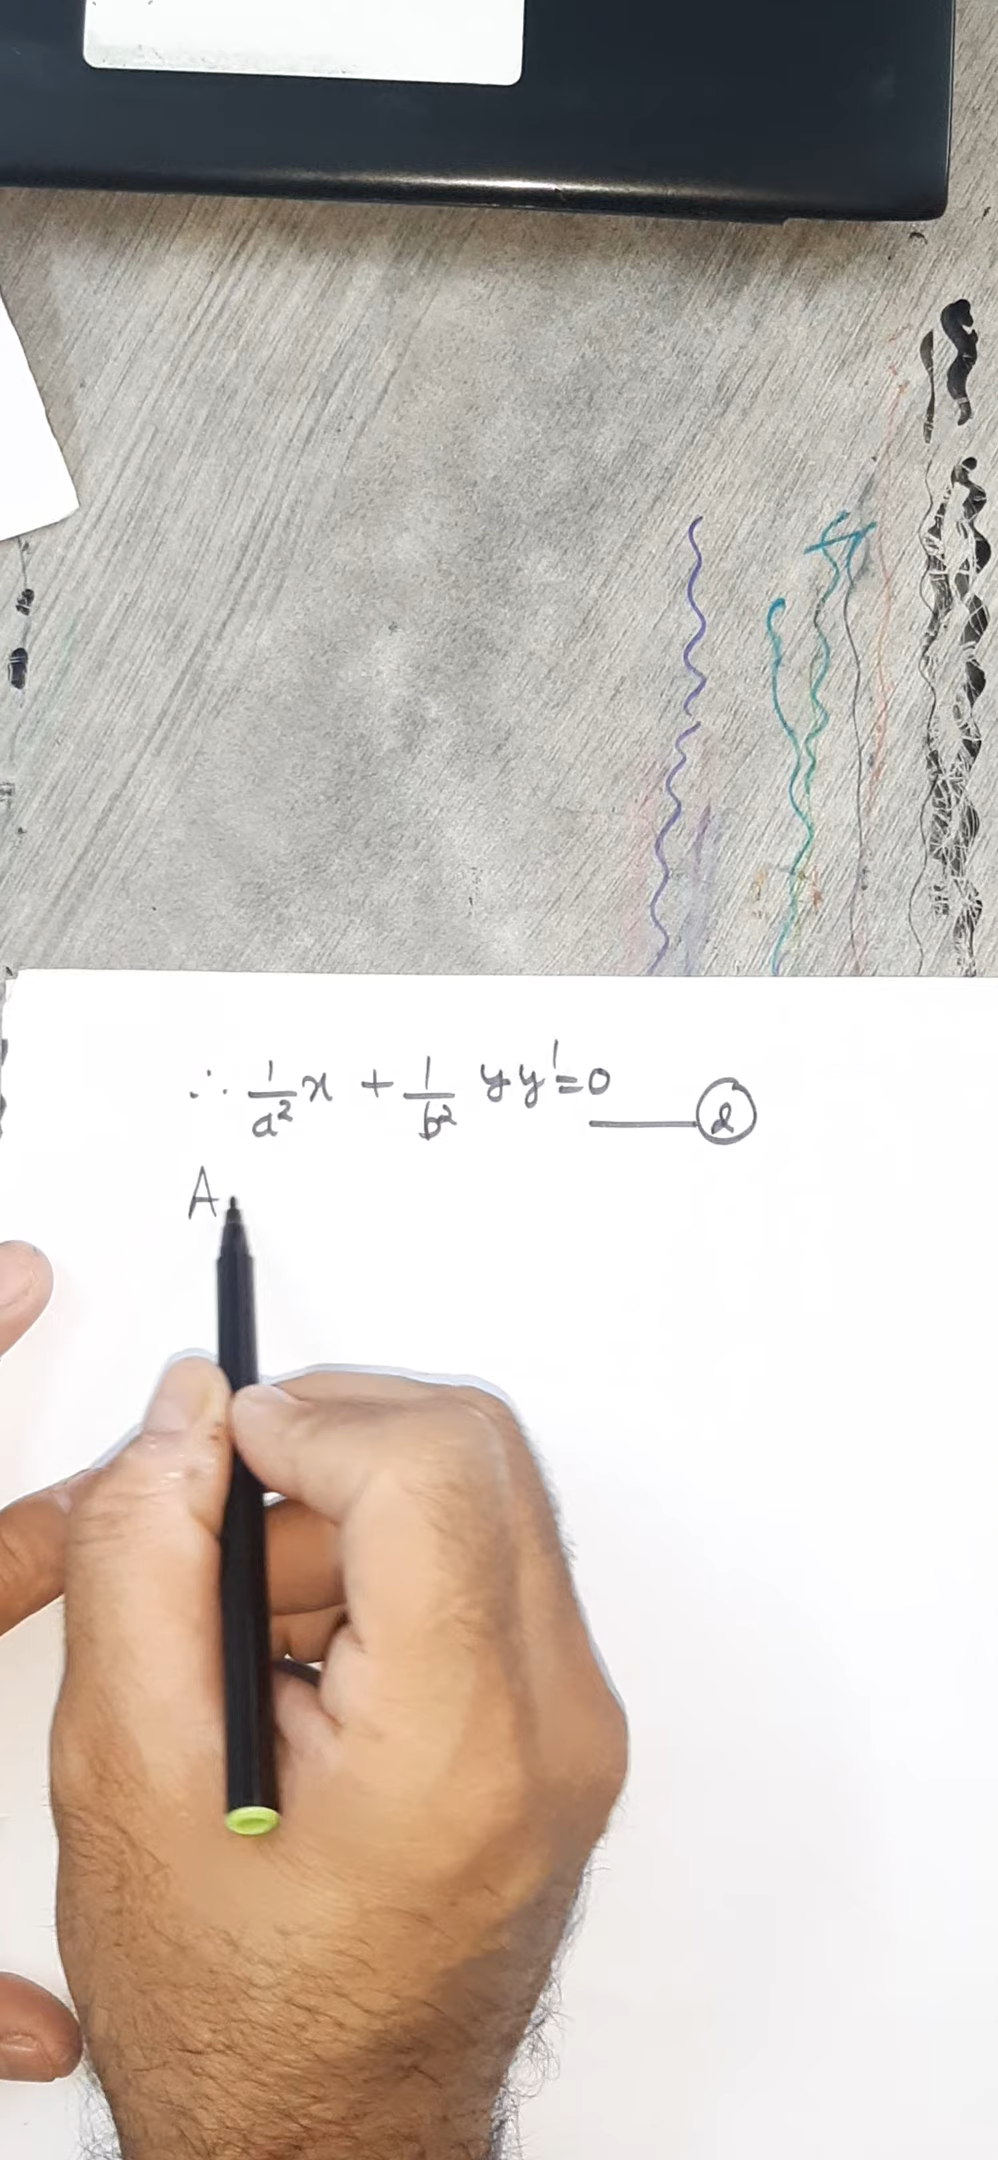 ∴ 1/a² x + 1/b² yy' = 0 —— ②
A